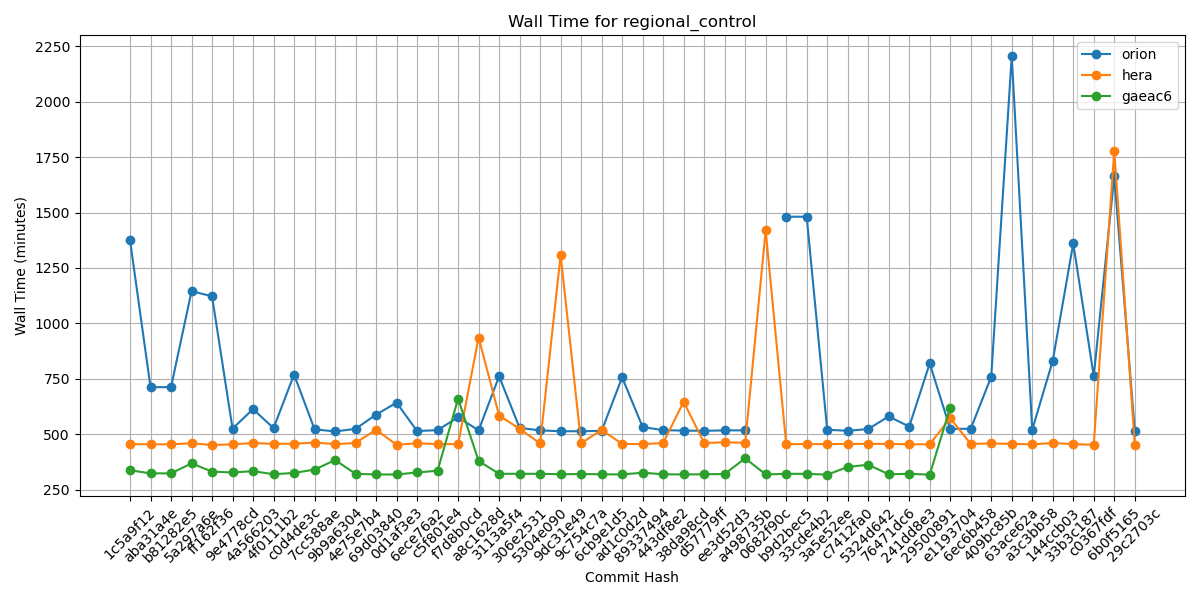 Wall Time for regional_control
orion
hera
gaeac6
Wall Time (minutes)
2250
2000
1750
1500
1250
1000
750
500
250
1c5a9f12
aba31a4e
b81282e5
5a297a6e
ff162f36
9e4778cd
4a566203
4f0111b2
c0d4de3c
7cc588ae
9b9a6304
4e75e7b4
69d03840
0d1af3e3
6ece76a2
c5f801e4
f7d8b0cd
a8c1628d
3113a5f4
306e2531
5304e090
9dc31e49
9c754c7a
6cb9e1d5
ad1c0d2d
89337494
443df8e2
38da98cd
d57779ff
ee3d52d3
a498735b
0682f90c
b9d2bec5
33cde4b2
3a5e52ee
c7412fa0
5324d642
76471dc6
241dd8e3
29500891
e1193704
6ec6b458
409bc85b
63ace62a
a3c3bb58
144ccb03
33b3c187
c0367fdf
6b0f5165
29c2703c
Commit Hash